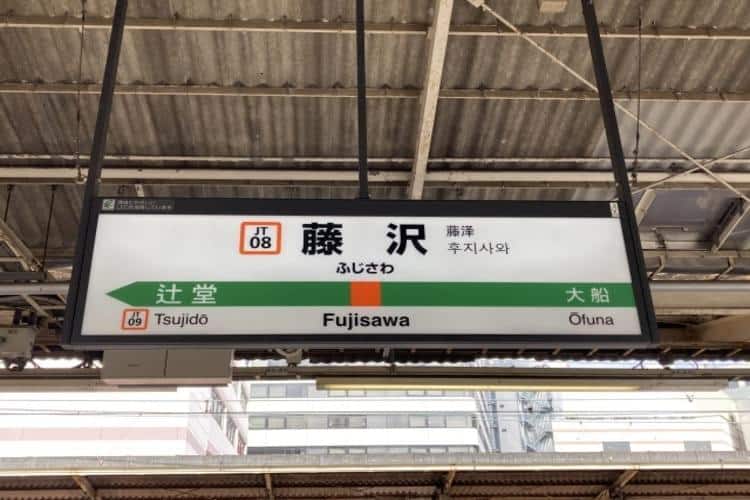 JT
08
藤沢
藤泽
후지사와
ふじさわ
辻堂
大船
JT
09
Tsujidō
Fujisawa
Ōfuna